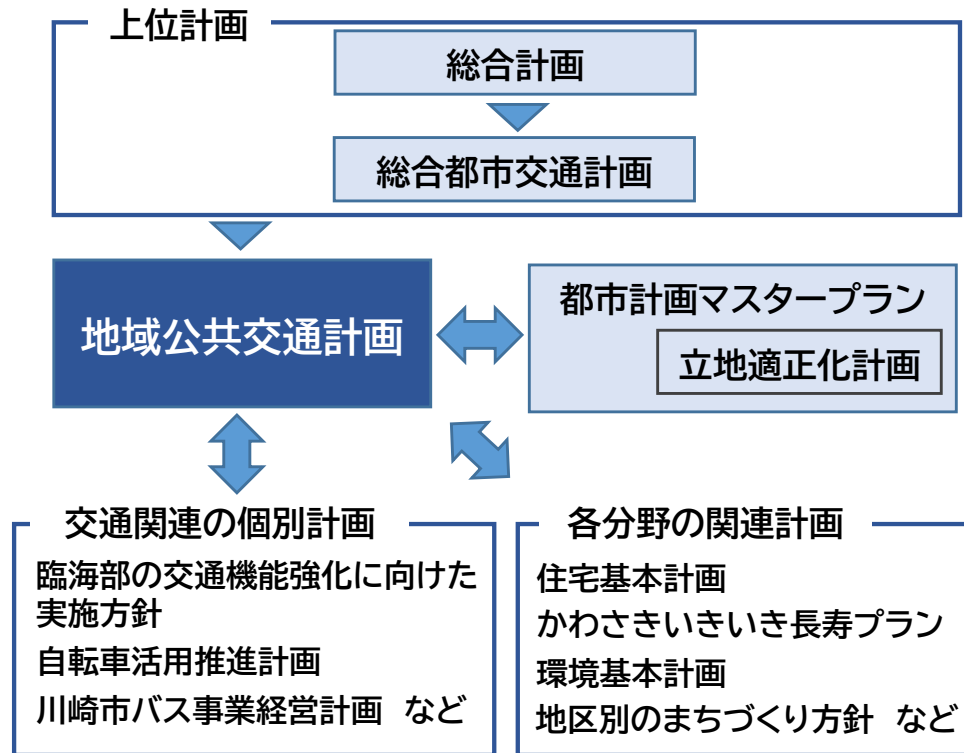 上位計画
総合計画
総合都市交通計画
地域公共交通計画
都市計画マスタープラン
立地適正化計画
交通関連の個別計画
臨海部の交通機能強化に向けた
実施方針
自転車活用推進計画
川崎市バス事業経営計画 など
各分野の関連計画
住宅基本計画
かわさきいきいき長寿プラン
環境基本計画
地区別のまちづくり方針 など